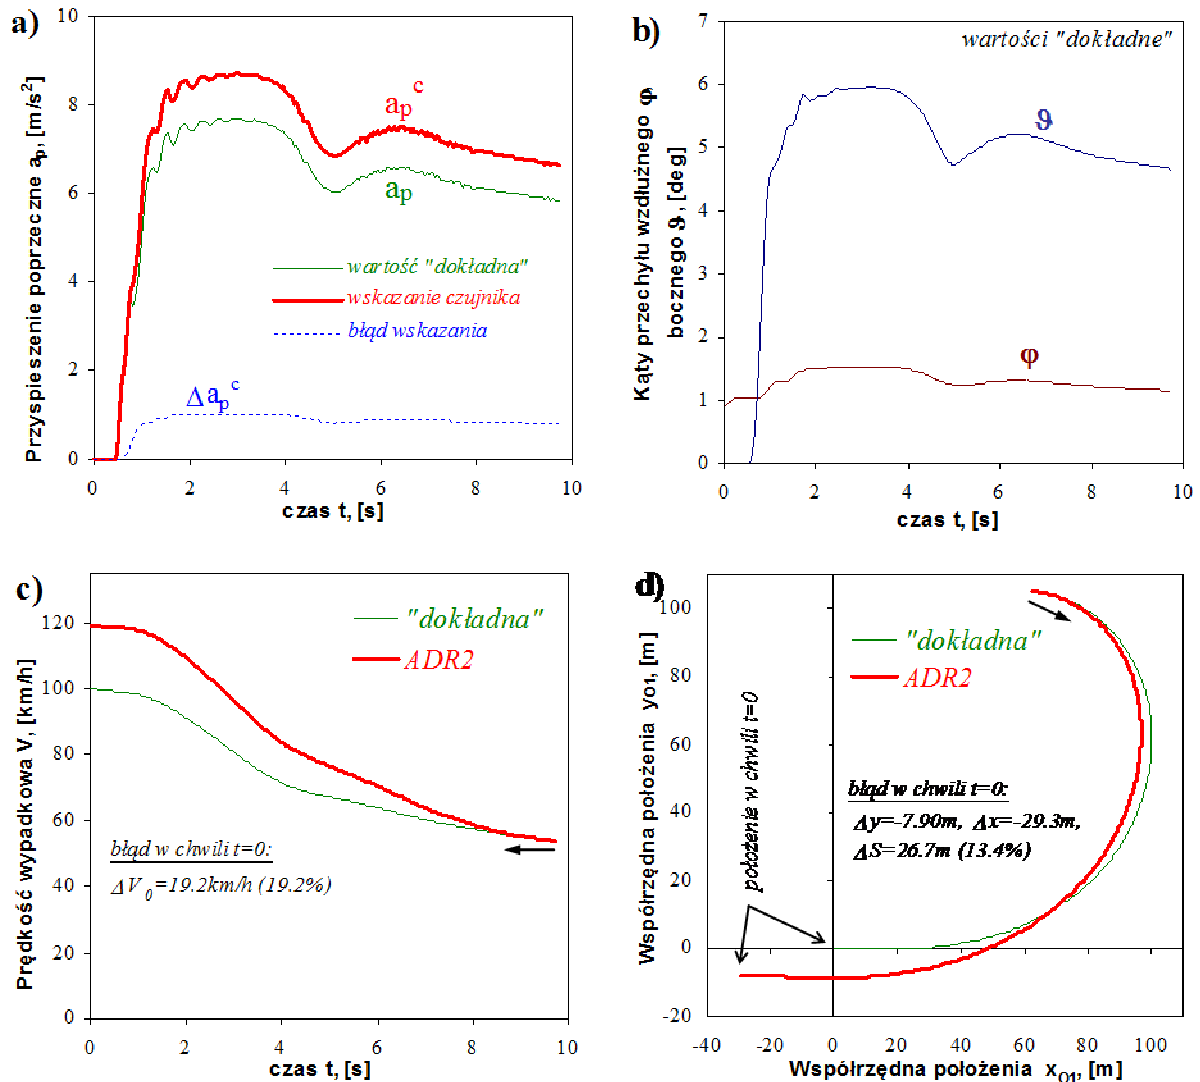 a)
Przyspieszenie poprzeczne aₚ, [m/s²]
10
8
6
4
2
0
aₚᶜ
aₚ
wartość "dokładna"
wskazanie czujnika
błąd wskazania
Δaₚᶜ
0 2 4 6 8 10
czas t, [s]
b)
wartości "dokładne"
Kąty przechyłu wzdłużnego φ,
bocznego ϑ, [deg]
7
6
5
4
3
2
1
0
ϑ
φ
0 2 4 6 8 10
czas t, [s]
c)
Prędkość wypadkowa V, [km/h]
120
100
80
60
40
20
0
"dokładna"
ADR2
błąd w chwili t=0:
ΔV₀=19.2km/h (19.2%)
0 2 4 6 8 10
czas t, [s]
d)
Współrzędna położenia y₀₁, [m]
100
80
60
40
20
0
-20
"dokładna"
ADR2
położenie w chwili t=0
błąd w chwili t=0:
Δy=-7.90m, Δx=-29.3m,
ΔS=26.7m (13.4%)
-40 -20 0 20 40 60 80 100
Współrzędna położenia x₀₁, [m]